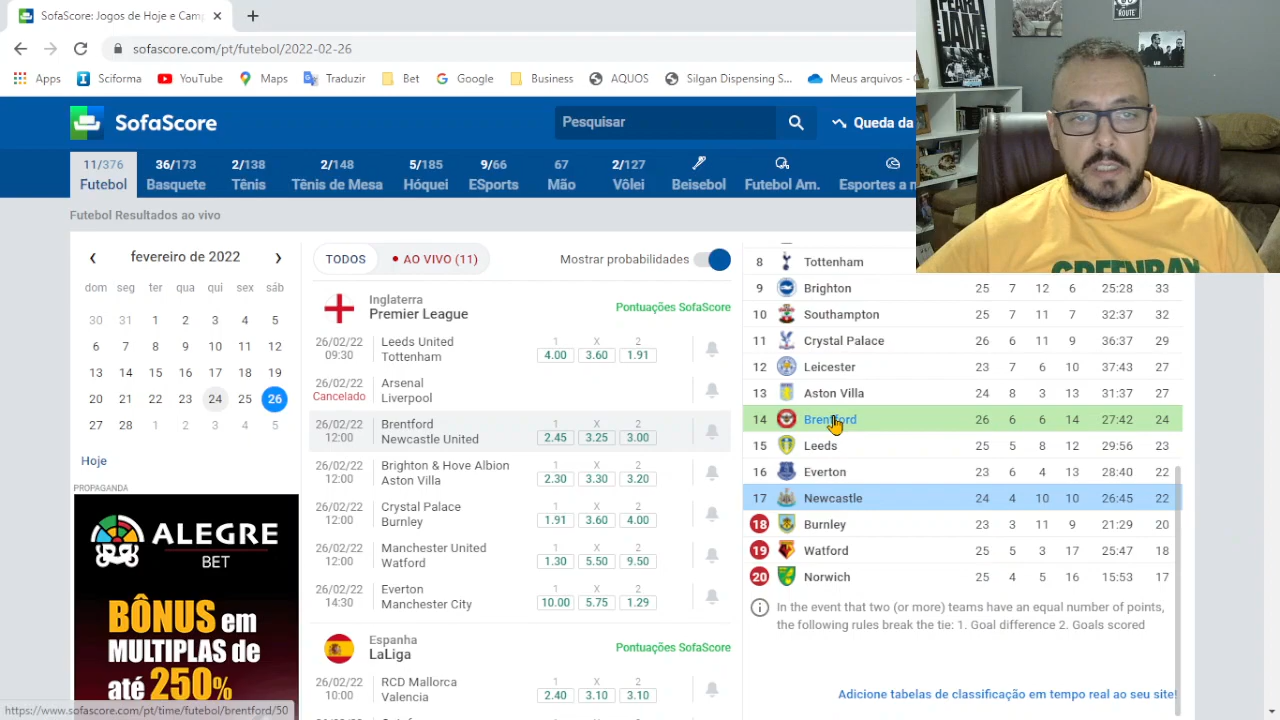 SofaScore: Jogos de Hoje e Camp
sofascore.com/pt/futebol/2022-02-26
Apps Sciforma YouTube Maps Traduzir Bet Google Business AQUOS Silgan Dispensing S... Meus arquivos -
SofaScore
Pesquisar
Queda da
11/376 36/173 2/138 2/148 5/185 9/66 67 2/127
Futebol Basquete Tênis Tênis de Mesa Hóquei ESports Mão Vôlei Beisebol Futebol Am. Esportes a
Futebol Resultados ao vivo
fevereiro de 2022
dom seg ter qua qui sex sáb
30 31 1 2 3 4 5
6 7 8 9 10 11 12
13 14 15 16 17 18 19
20 21 22 23 24 25 26
27 28 1 2 3 4 5
Hoje
PROPAGANDA
ALEGRE
BET
BÔNUS em
MULTIPLAS de
até 250%
TODOS AO VIVO (11) Mostrar probabilidades
Inglaterra
Premier League
Pontuações SofaScore
26/02/22 Leeds United 1 X 2
09:30 Tottenham 4.00 3.60 1.91
26/02/22 Arsenal
Cancelado Liverpool
26/02/22 Brentford 1 X 2
12:00 Newcastle United 2.45 3.25 3.00
26/02/22 Brighton & Hove Albion 1 X 2
12:00 Aston Villa 2.30 3.30 3.20
26/02/22 Crystal Palace 1 X 2
12:00 Burnley 1.91 3.60 4.00
26/02/22 Manchester United 1 X 2
12:00 Watford 1.30 5.50 9.50
26/02/22 Everton 1 X 2
14:30 Manchester City 10.00 5.75 1.29
Espanha
LaLiga
Pontuações SofaScore
26/02/22 RCD Mallorca 1 X 2
10:00 Valencia 2.40 3.10 3.10
8 Tottenham
9 Brighton 25 7 12 6 25:28 33
10 Southampton 25 7 11 7 32:37 32
11 Crystal Palace 26 6 11 9 36:37 29
12 Leicester 23 7 6 10 37:43 27
13 Aston Villa 24 8 3 13 31:37 27
14 Brentford 26 6 6 14 27:42 24
15 Leeds 25 5 8 12 29:56 23
16 Everton 23 6 4 13 28:40 22
17 Newcastle 24 4 10 10 26:45 22
18 Burnley 23 3 11 9 21:29 20
19 Watford 25 5 3 17 25:47 18
20 Norwich 25 4 5 16 15:53 17
In the event that two (or more) teams have an equal number of points,
the following rules break the tie: 1. Goal difference 2. Goals scored
Adicione tabelas de classificação em tempo real ao seu site!
https://www.sofascore.com/pt/time/futebol/brentford/50
PEARL
JAM
ROUTE
GREENBAY